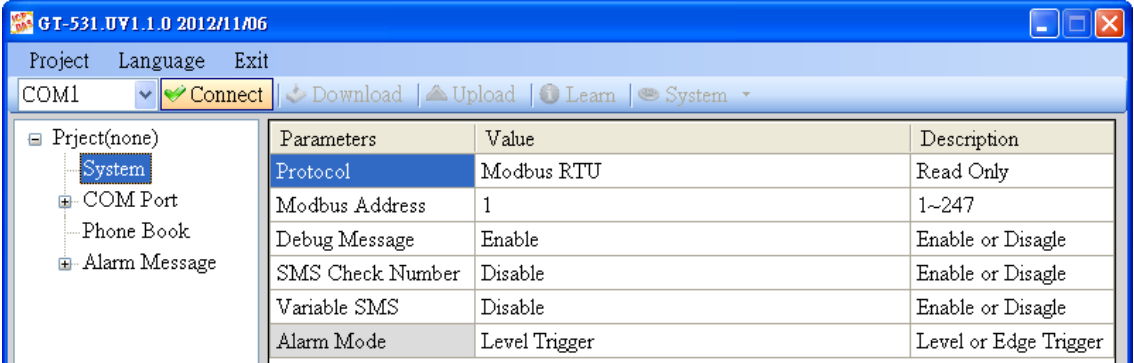 ICP DAS GT-531.UV1.1.0 2012/11/06
Project Language Exit
COM1 Connect Download Upload Learn System
Prject(none)
System
COM Port
Phone Book
Alarm Message
Parameters Value Description
Protocol Modbus RTU Read Only
Modbus Address 1 1~247
Debug Message Enable Enable or Disagle
SMS Check Number Disable Enable or Disagle
Variable SMS Disable Enable or Disagle
Alarm Mode Level Trigger Level or Edge Trigger